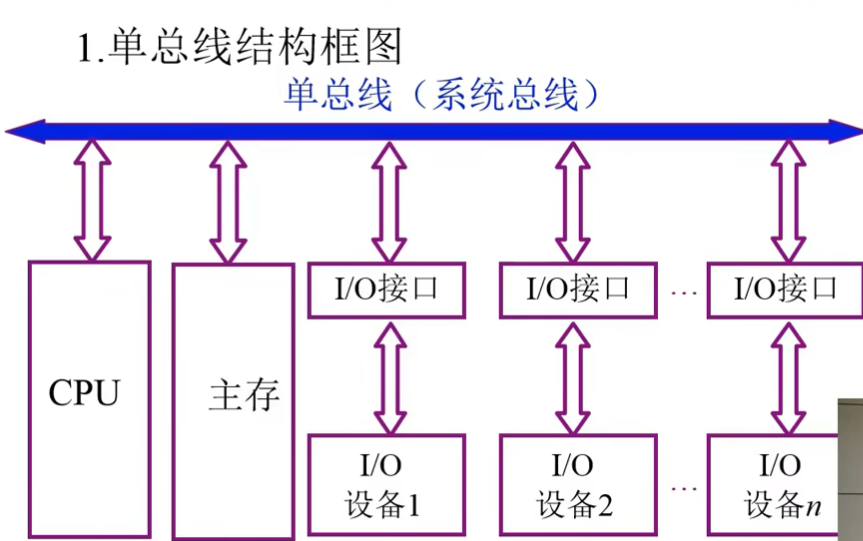 1.单总线结构框图
单总线（系统总线）
CPU
主存
I/O接口
I/O接口
…
I/O接口
I/O
设备1
I/O
设备2
…
I/O
设备n